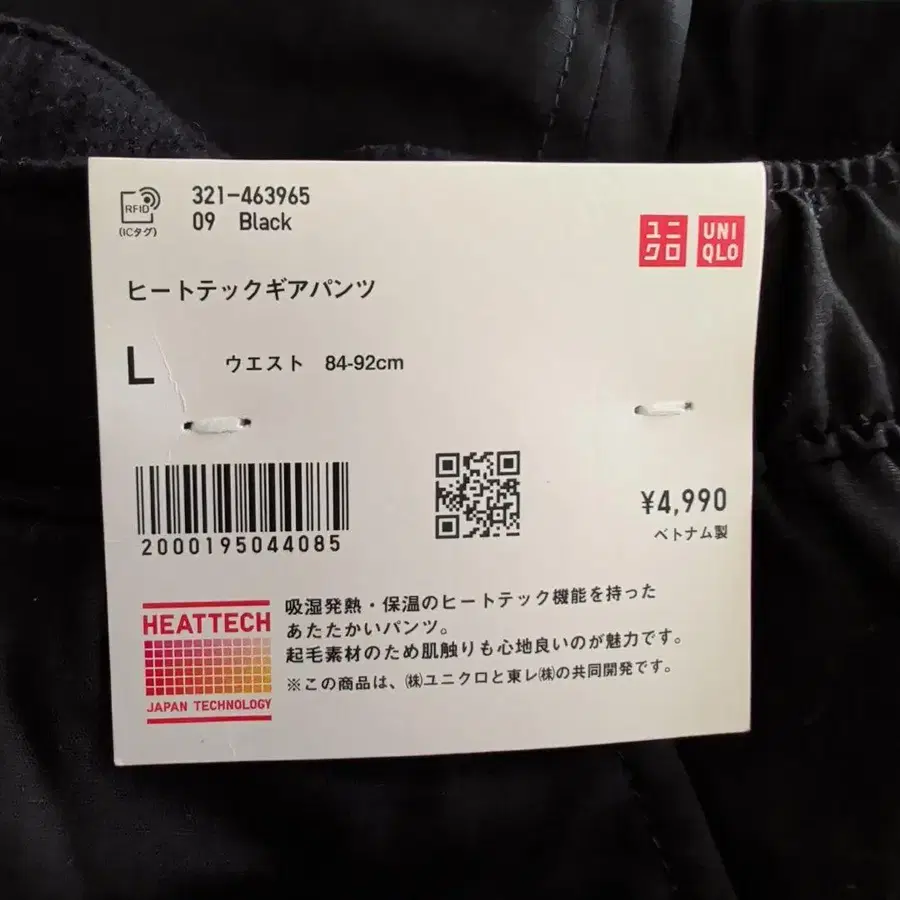 RFID
(ICタグ)
321-463965
09 Black
ユニ
クロ
UNI
QLO
ヒートテックギアパンツ
L ウエスト 84-92cm
2000195044085
¥4,990
ベトナム製
HEATTECH
JAPAN TECHNOLOGY
吸湿発熱・保温のヒートテック機能を持った
あたたかいパンツ。
起毛素材のため肌触りも心地良いのが魅力です。
※この商品は、㈱ユニクロと東レ㈱の共同開発です。